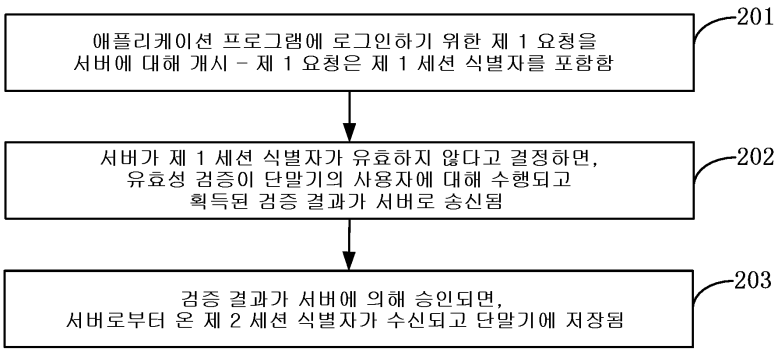 201
애플리케이션 프로그램에 로그인하기 위한 제 1 요청을
서버에 대해 개시 – 제 1 요청은 제 1 세션 식별자를 포함함
202
서버가 제 1 세션 식별자가 유효하지 않다고 결정하면,
유효성 검증이 단말기의 사용자에 대해 수행되고
획득된 검증 결과가 서버로 송신됨
203
검증 결과가 서버에 의해 승인되면,
서버로부터 온 제 2 세션 식별자가 수신되고 단말기에 저장됨